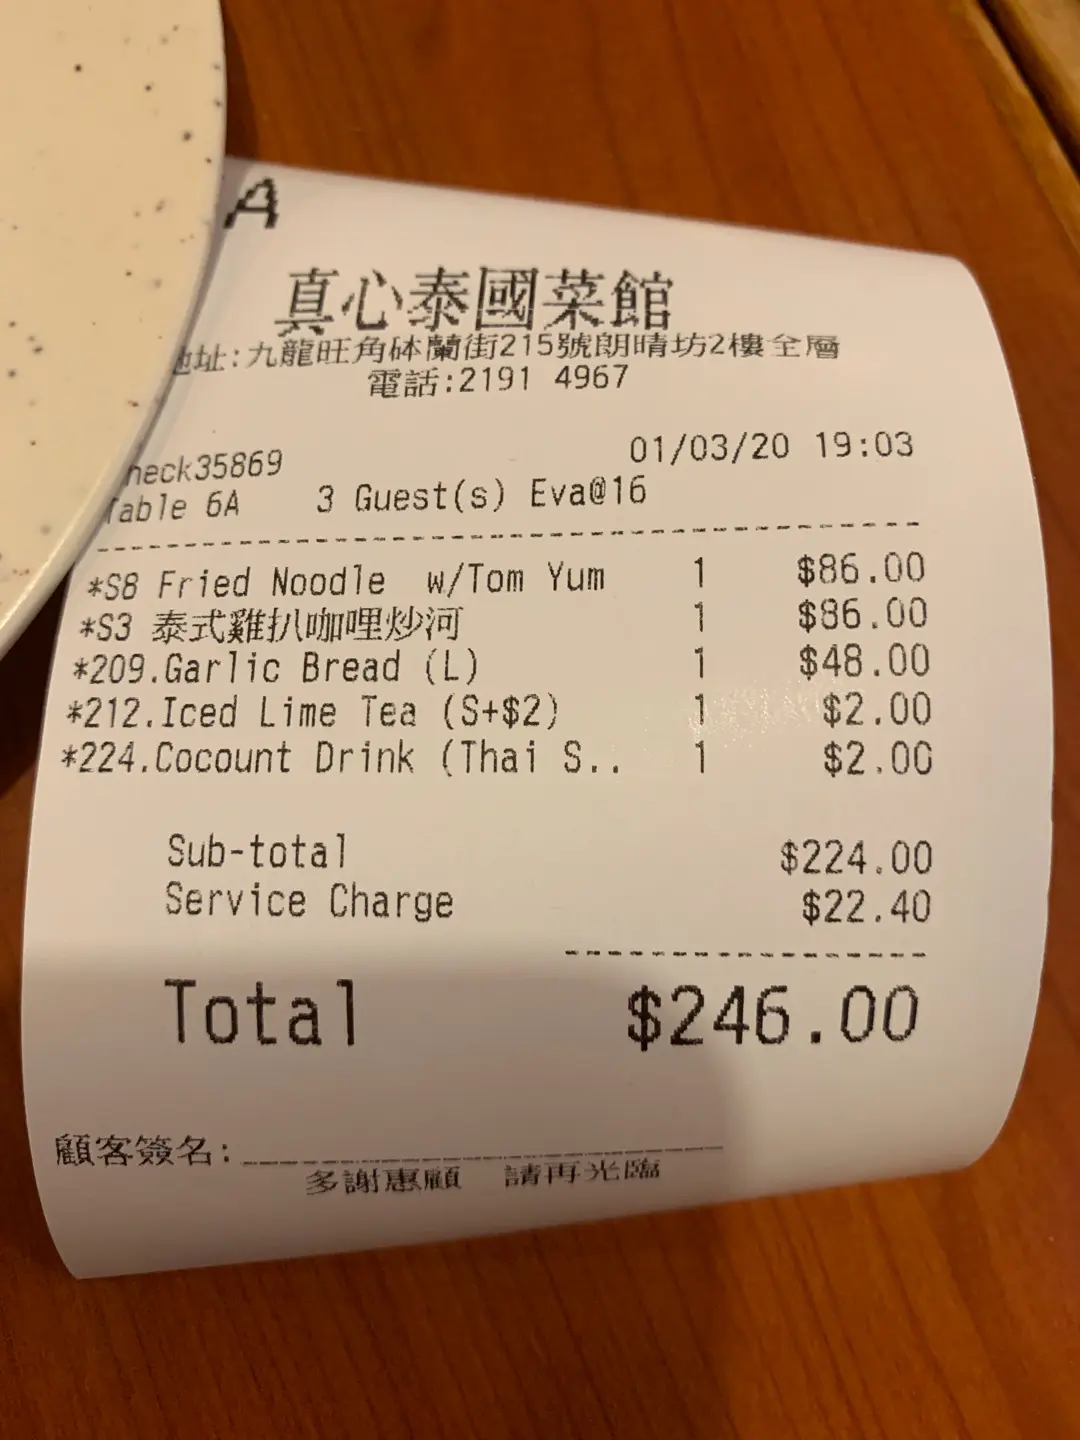 A
真心泰國菜館
地址:九龍旺角砵蘭街215號朗晴坊2樓全層
電話:2191 4967
heck35869 01/03/20 19:03
Table 6A 3 Guest(s) Eva@16
*S8 Fried Noodle w/Tom Yum 1 $86.00
*S3 泰式雞扒咖哩炒河 1 $86.00
*209.Garlic Bread (L) 1 $48.00
*212.Iced Lime Tea (S+$2) 1 $2.00
*224.Cocount Drink (Thai S.. 1 $2.00
Sub-total $224.00
Service Charge $22.40
Total $246.00
顧客簽名:
多謝惠顧 請再光臨